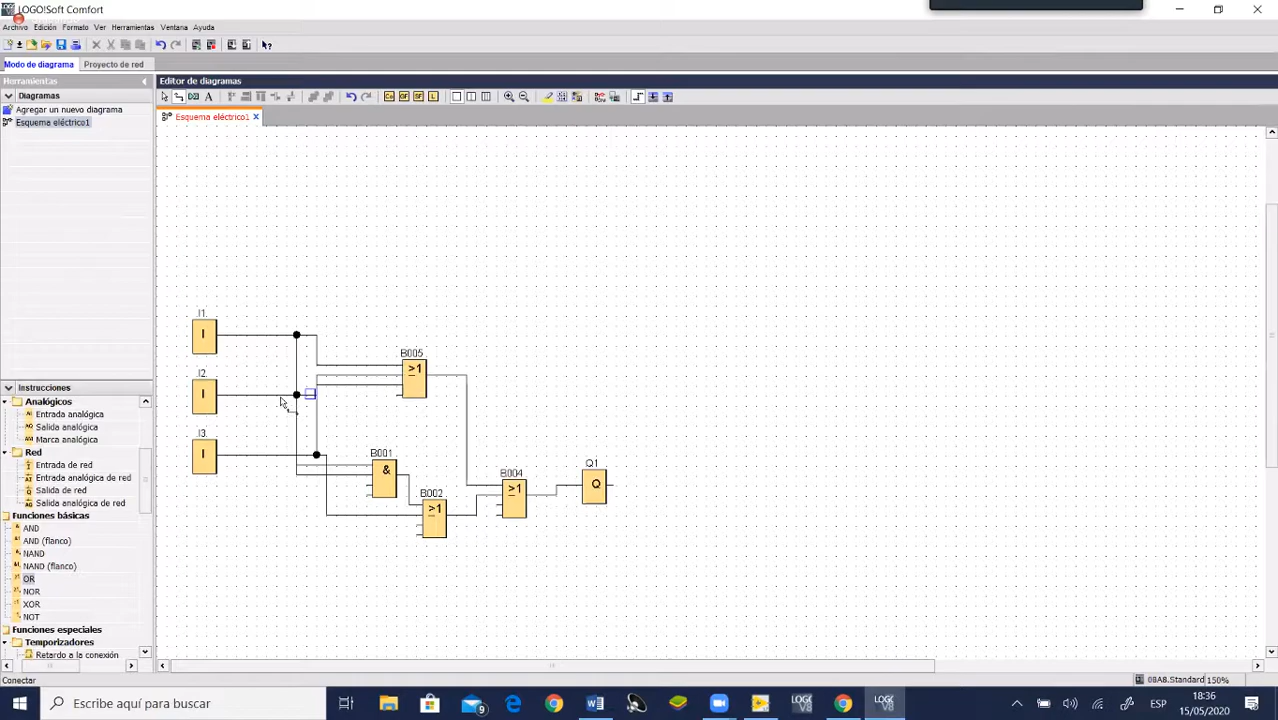 LOGO!Soft Comfort
Archivo Edición Formato Ver Herramientas Ventana Ayuda
Modo de diagrama Proyecto de red
Herramientas
Editor de diagramas
Diagramas
Agregar un nuevo diagrama
Esquema eléctrico1
Esquema eléctrico1
I1
I
I2
I
I3
I
B005
≥1
B001
&
B002
≥1
B004
≥1
Q1
Q
Instrucciones
Analógicos
Entrada analógica
Salida analógica
Marca analógica
Red
Entrada de red
Entrada analógica de red
Salida de red
Salida analógica de red
Funciones básicas
AND
AND (flanco)
NAND
NAND (flanco)
OR
NOR
XOR
NOT
Funciones especiales
Temporizadores
Retardo a la conexión
Conectar
0BA8.Standard 150%
Escribe aquí para buscar
9
ESP
18:36
15/05/2020